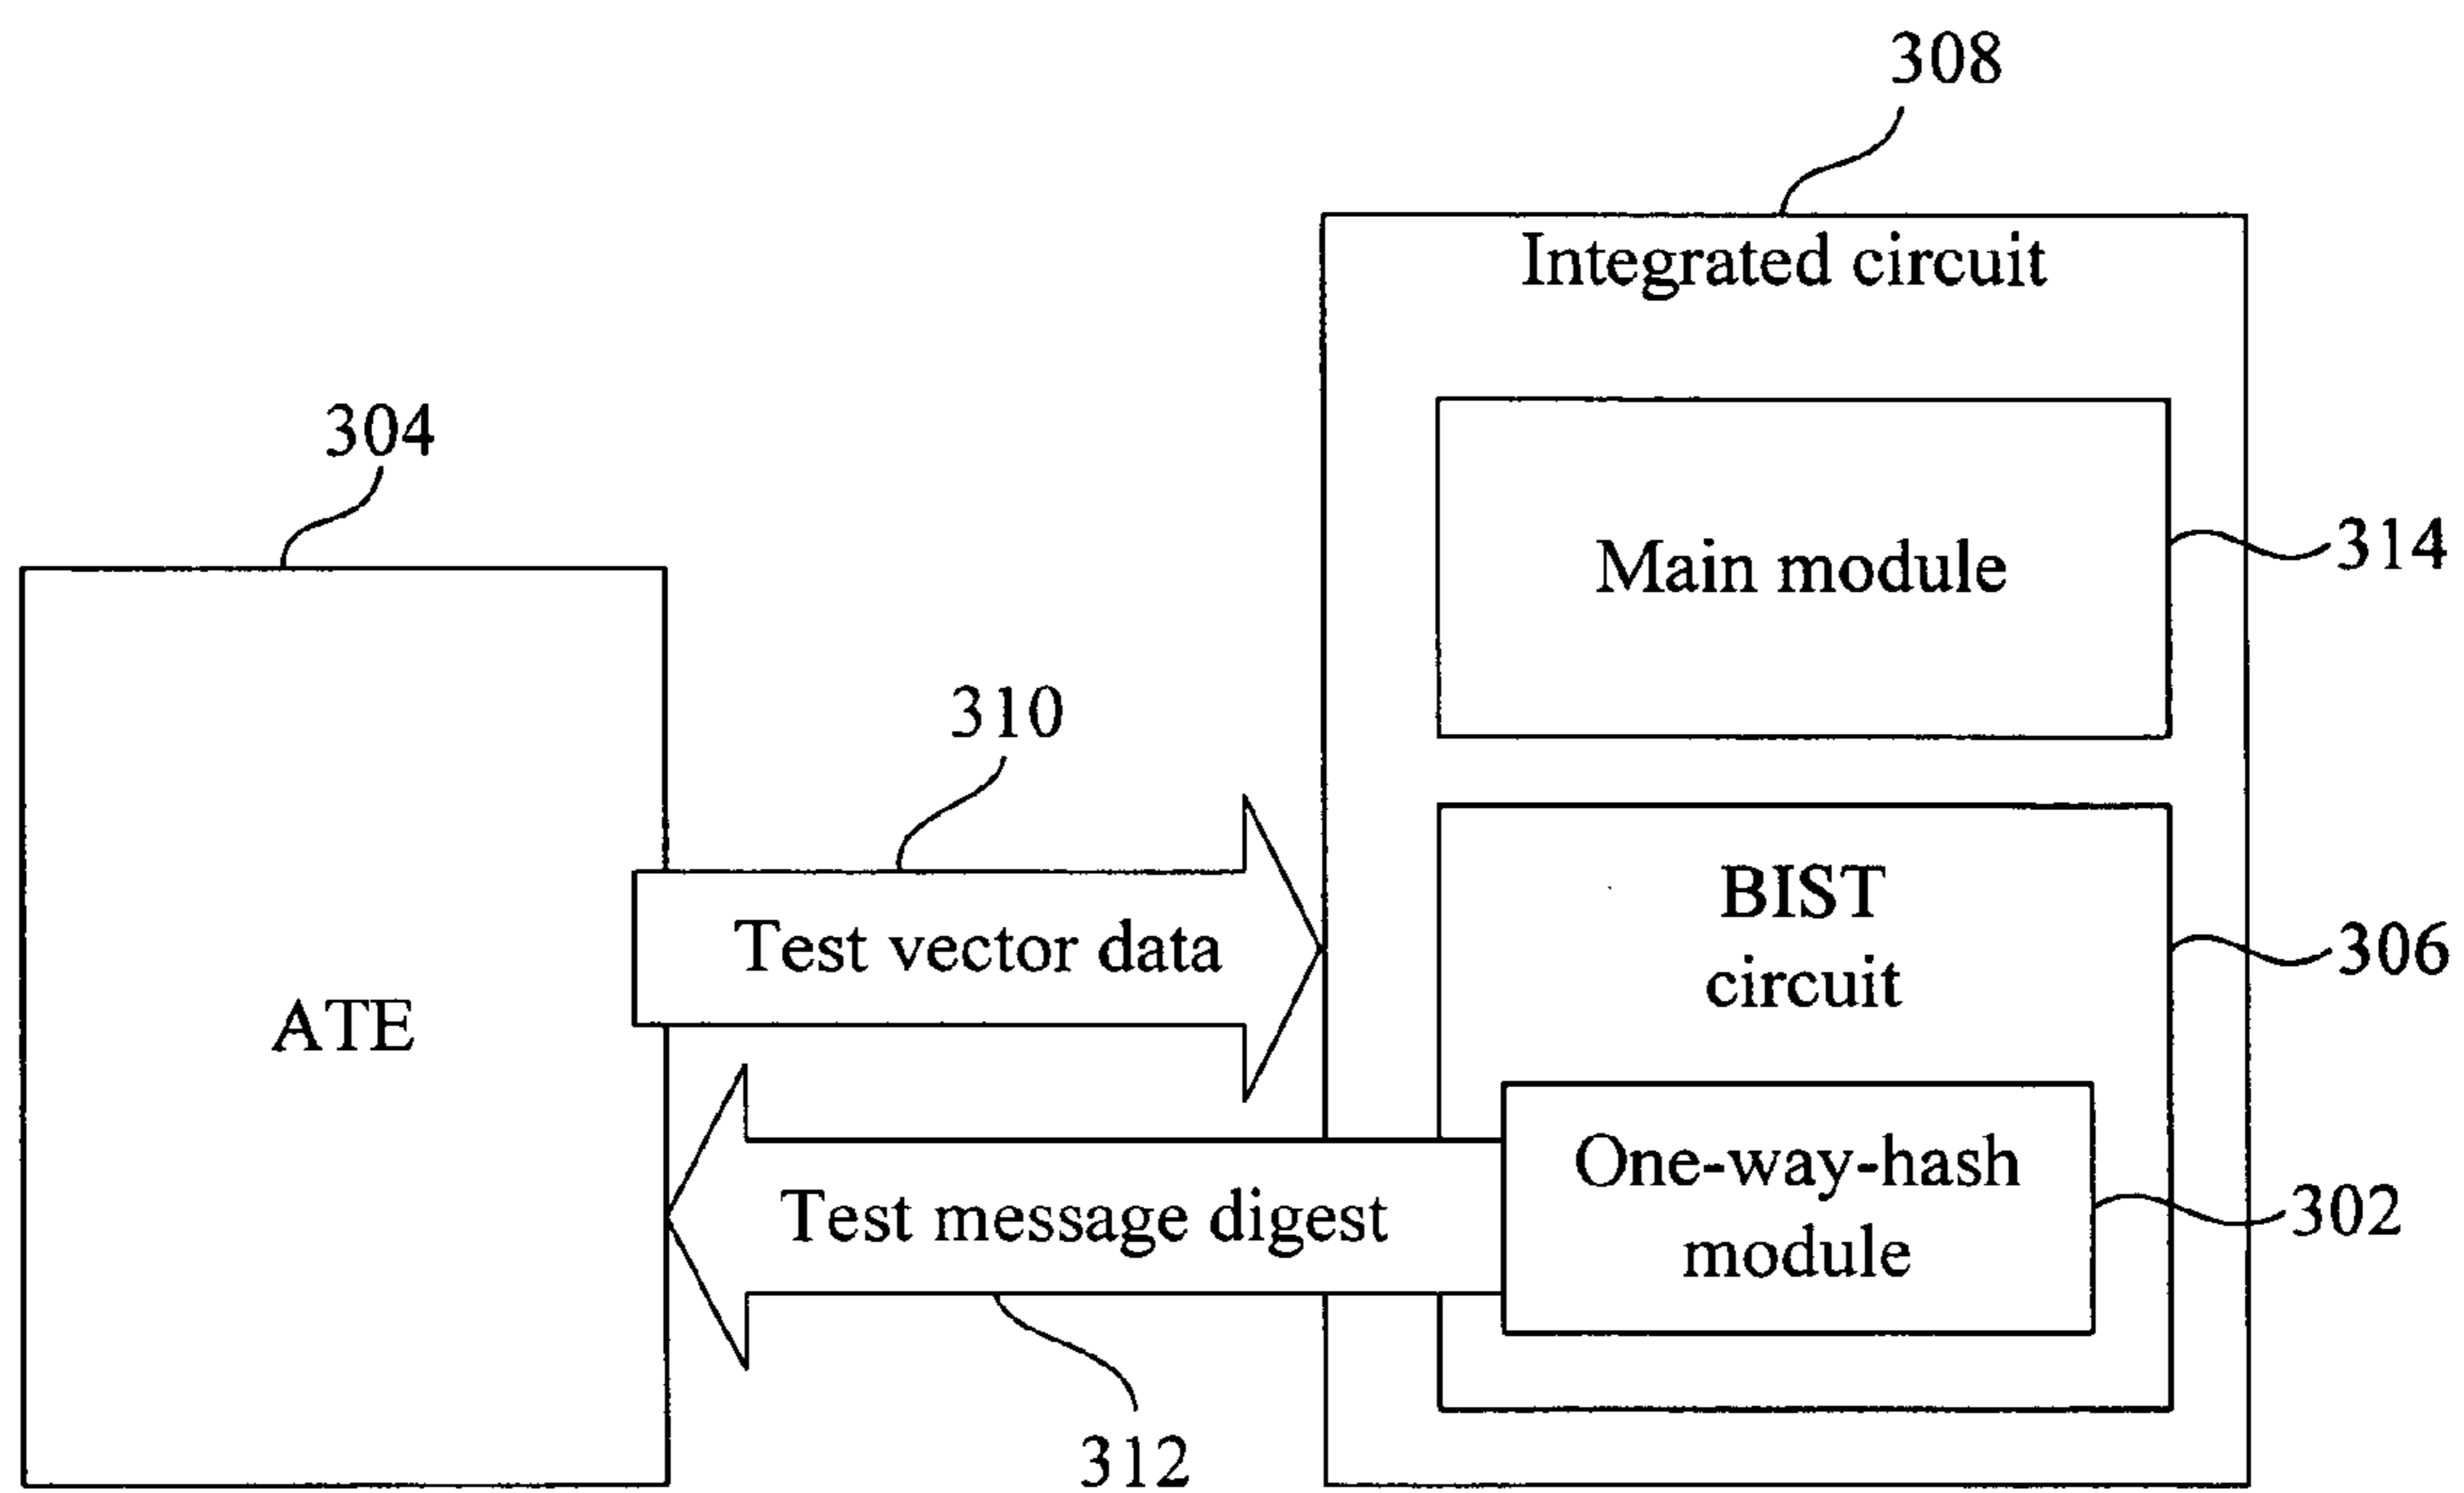 308
Integrated circuit
304
Main module
314
310
BIST
circuit
306
Test vector data
ATE
One-way-hash
module
302
Test message digest
312